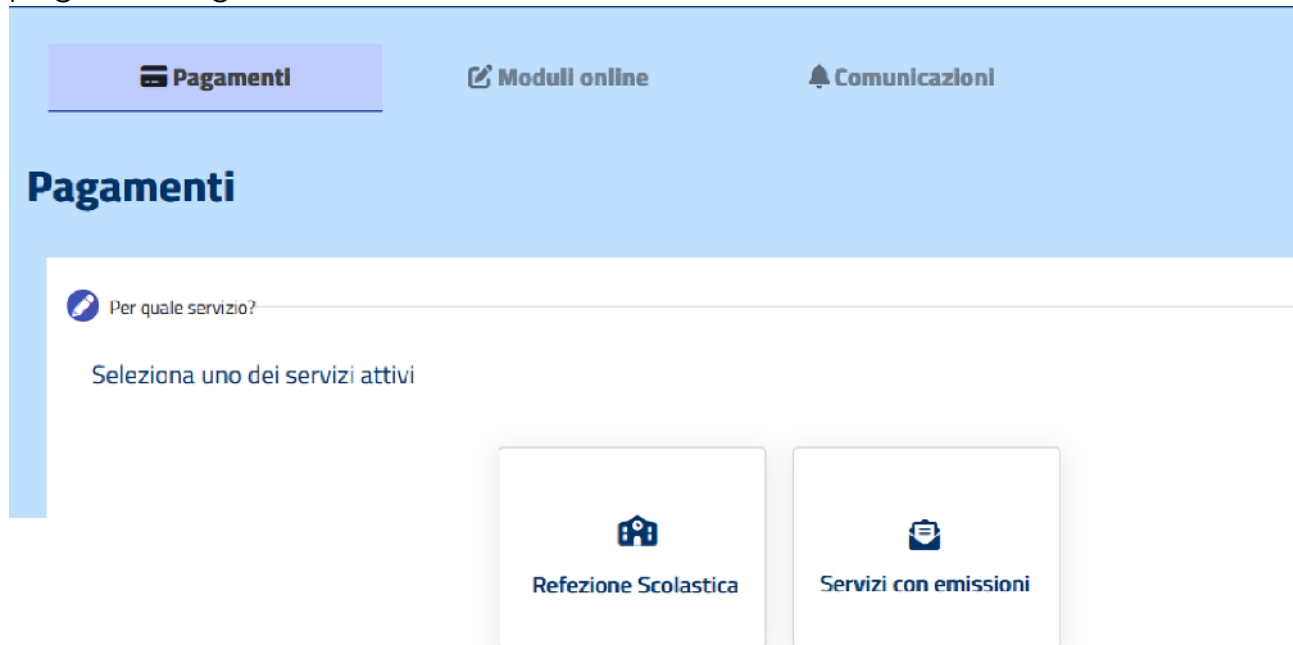 Pagamenti
Moduli online
Comunicazioni
Pagamenti
Per quale servizio?
Seleziona uno dei servizi attivi
Refezione Scolastica
Servizi con emissioni